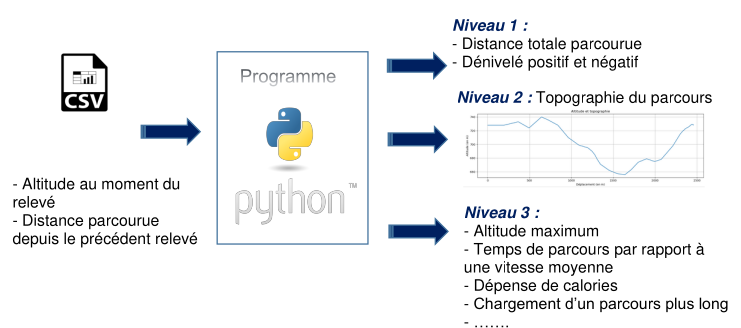 CSV
- Altitude au moment du
relevé
- Distance parcourue
depuis le précédent relevé
Programme
python™
Niveau 1 :
- Distance totale parcourue
- Dénivelé positif et négatif
Niveau 2 : Topographie du parcours
Altitude et topographie
Déplacement (en m)
Niveau 3 :
- Altitude maximum
- Temps de parcours par rapport à
une vitesse moyenne
- Dépense de calories
- Chargement d'un parcours plus long
- …….